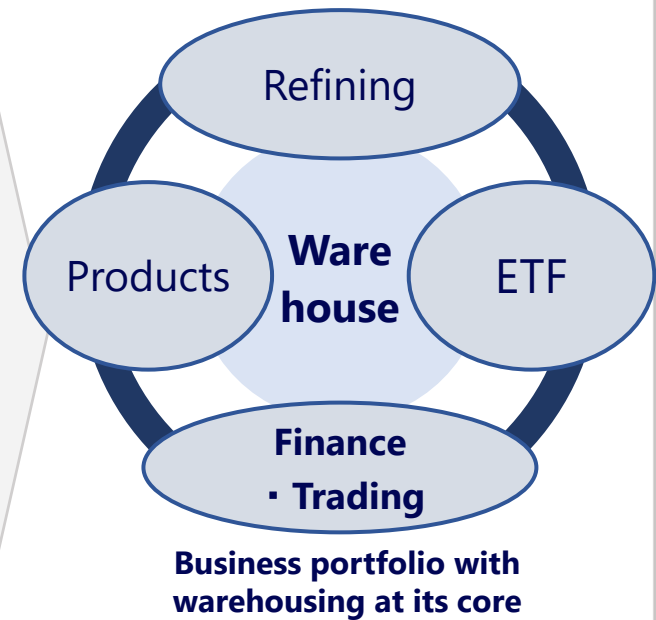 Refining
Products
Ware
house
ETF
Finance
・Trading
Business portfolio with
warehousing at its core